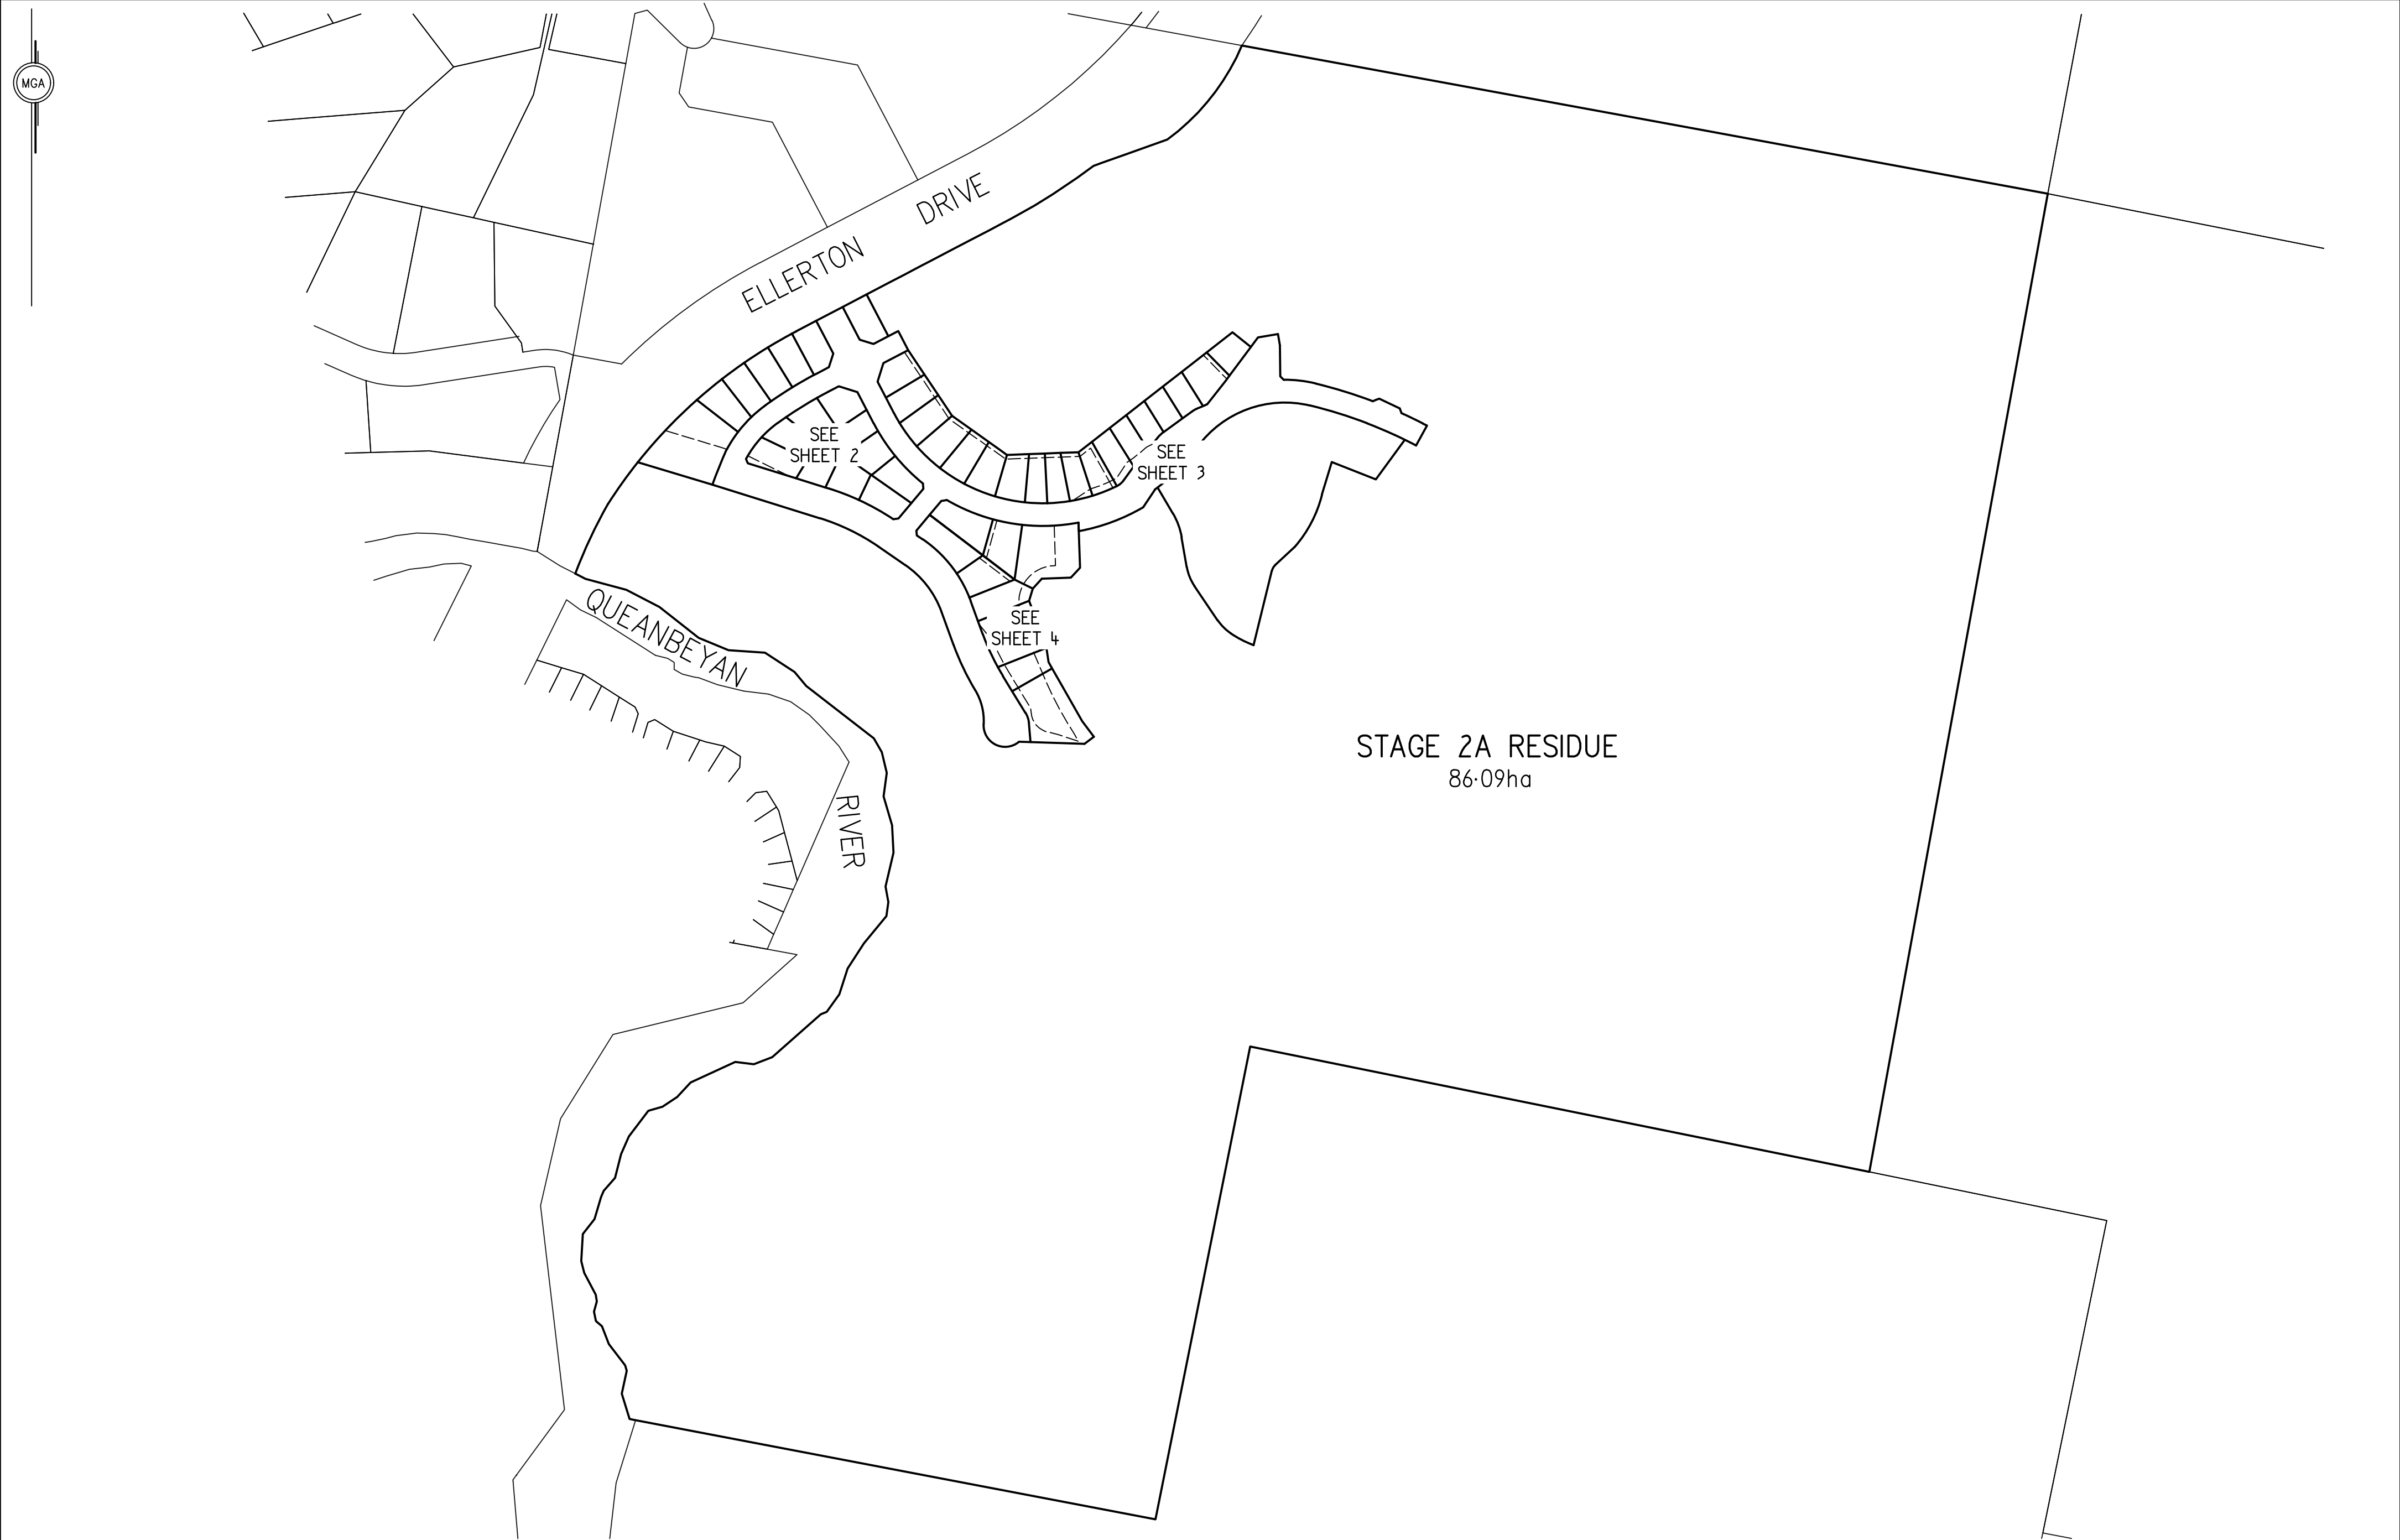 MGA
ELLERTON DRIVE
SEE
SHEET 2
SEE
SHEET 3
QUEANBEYAN
SEE
SHEET 4
STAGE 2A RESIDUE
86·09ha
RIVER